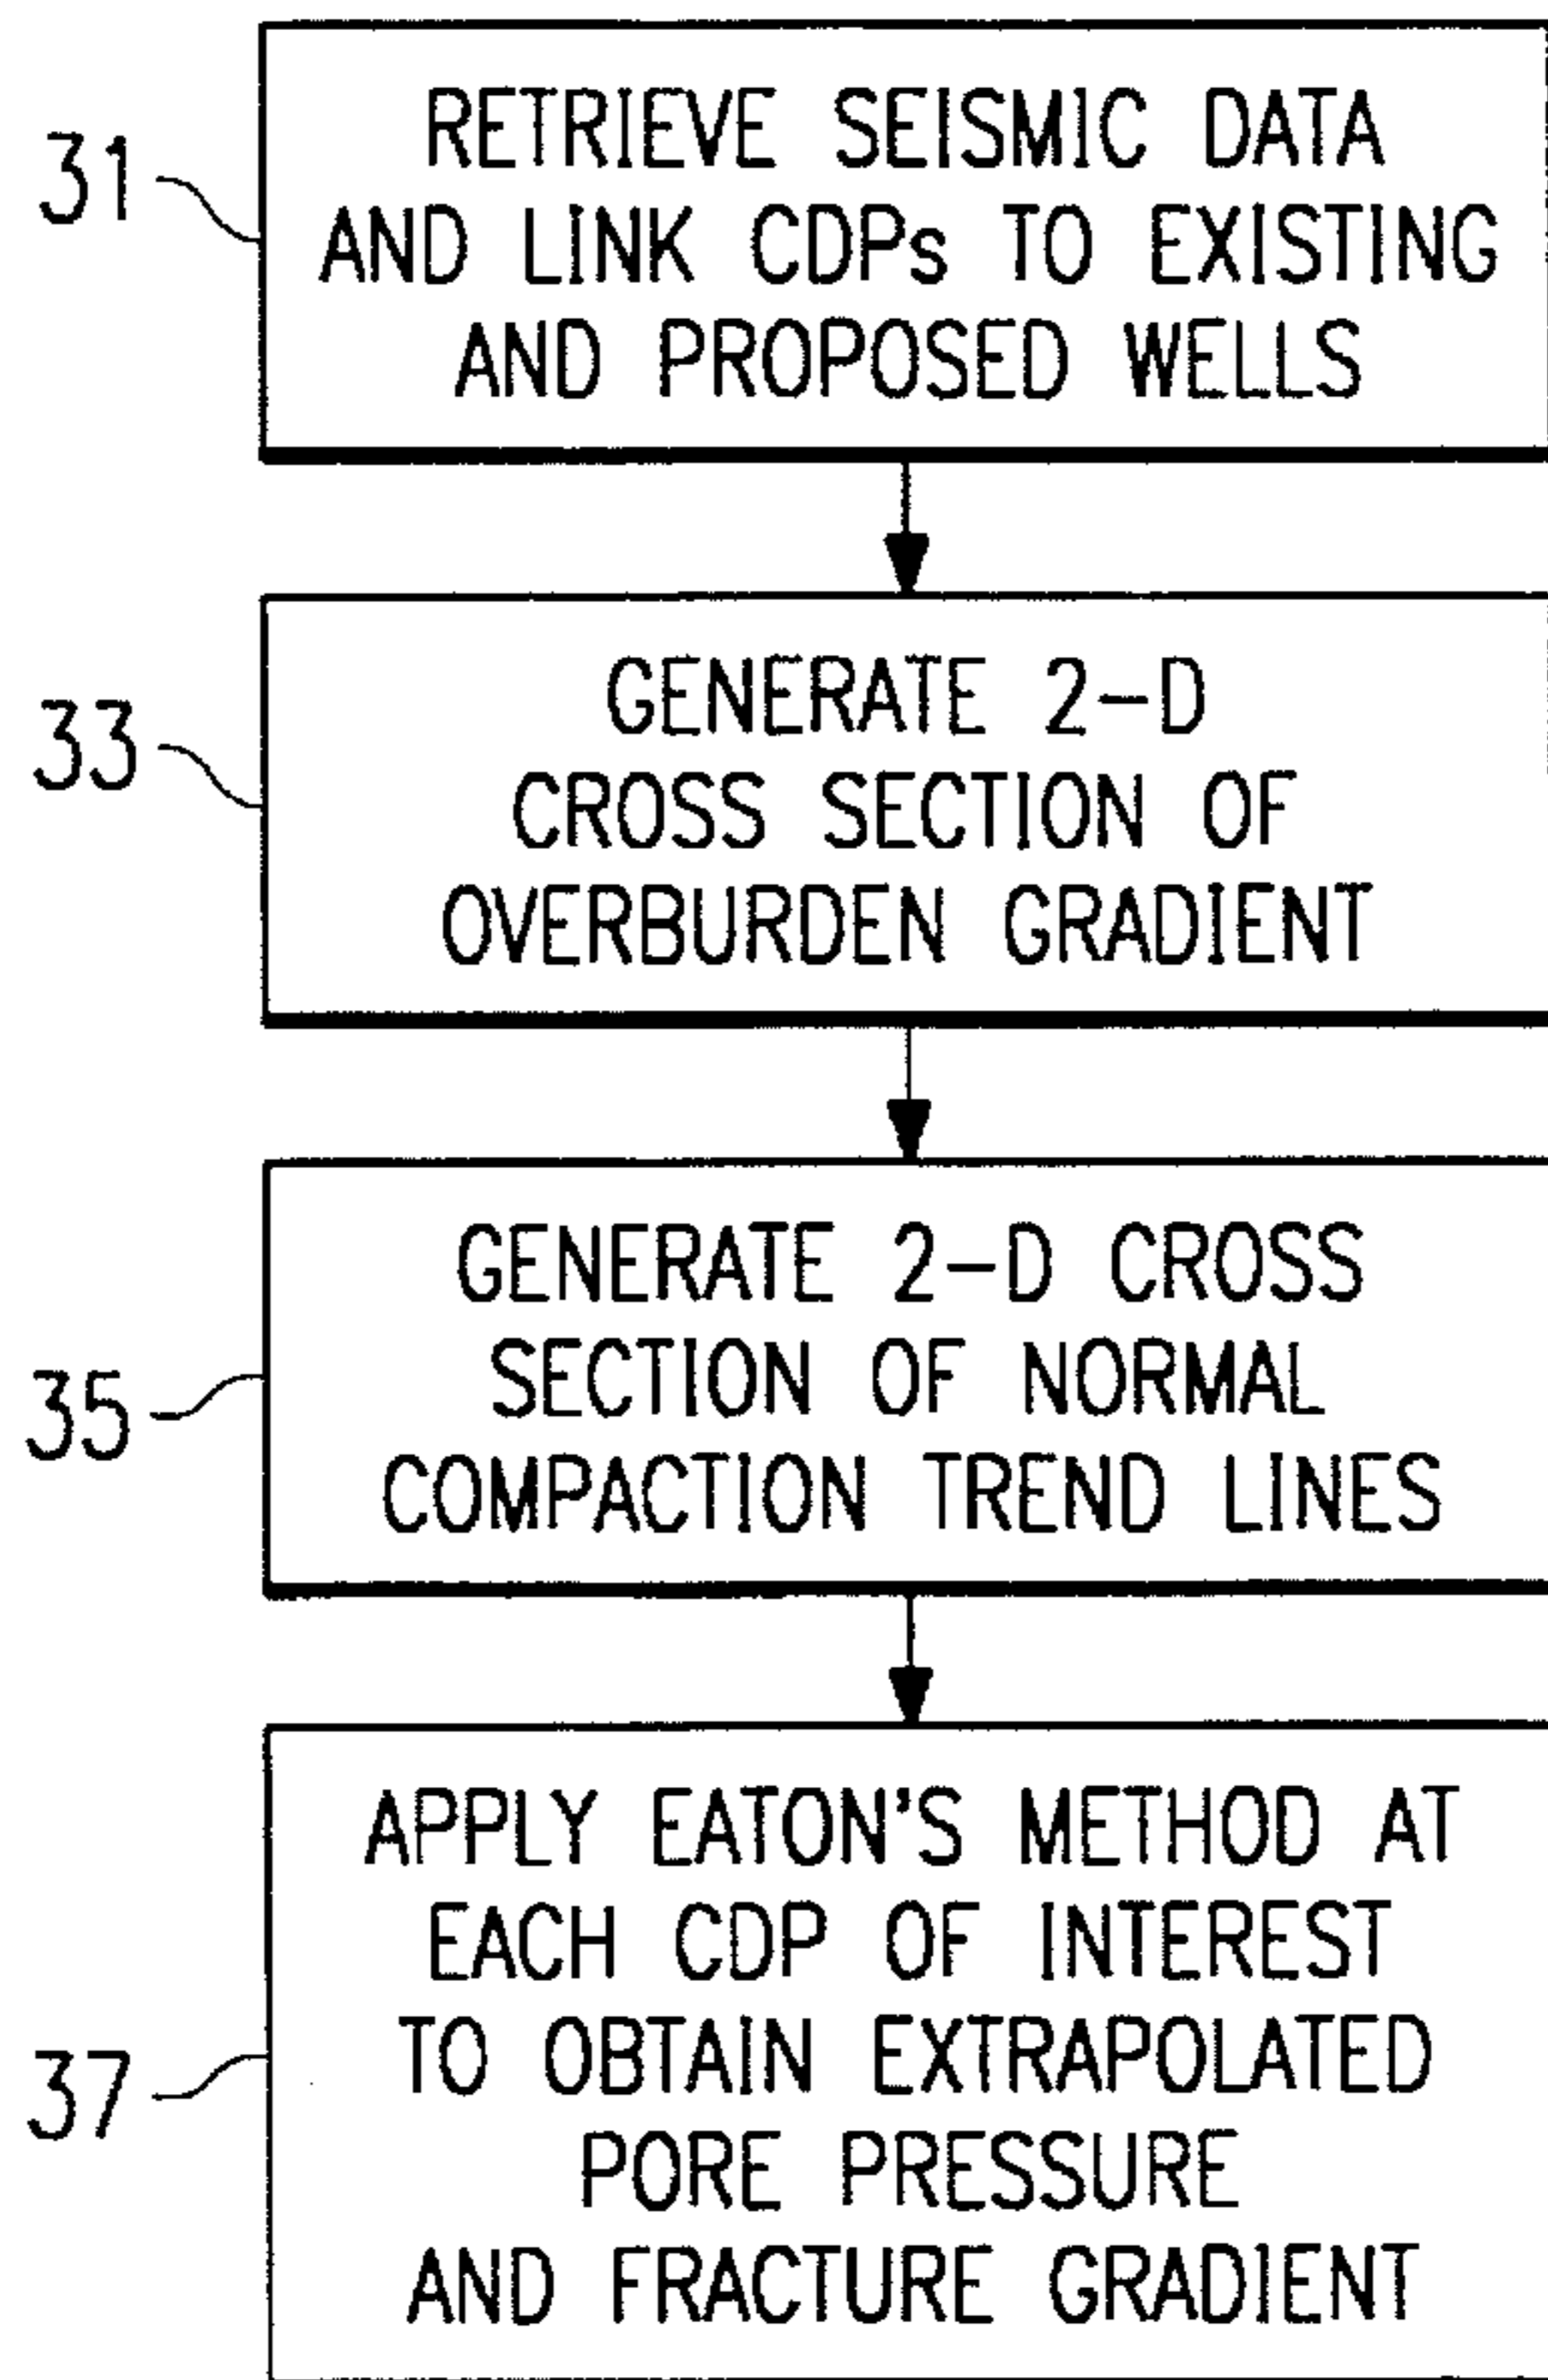 31
RETRIEVE SEISMIC DATA
AND LINK CDPs TO EXISTING
AND PROPOSED WELLS
33
GENERATE 2-D
CROSS SECTION OF
OVERBURDEN GRADIENT
35
GENERATE 2-D CROSS
SECTION OF NORMAL
COMPACTION TREND LINES
37
APPLY EATON'S METHOD AT
EACH CDP OF INTEREST
TO OBTAIN EXTRAPOLATED
PORE PRESSURE
AND FRACTURE GRADIENT